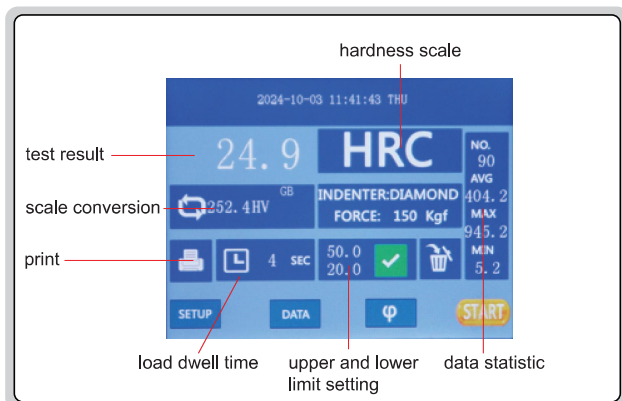 hardness scale
2024-10-03 11:41:43 THU
test result
24.9
HRC
NO.
90
AVG
404.2
MAX
945.2
MIN
5.2
scale conversion
252.4HV
GB
INDENTER:DIAMOND
FORCE: 150 Kgf
print
4 SEC
50.0
20.0
SETUP
DATA
φ
START
load dwell time
upper and lower
limit setting
data statistic